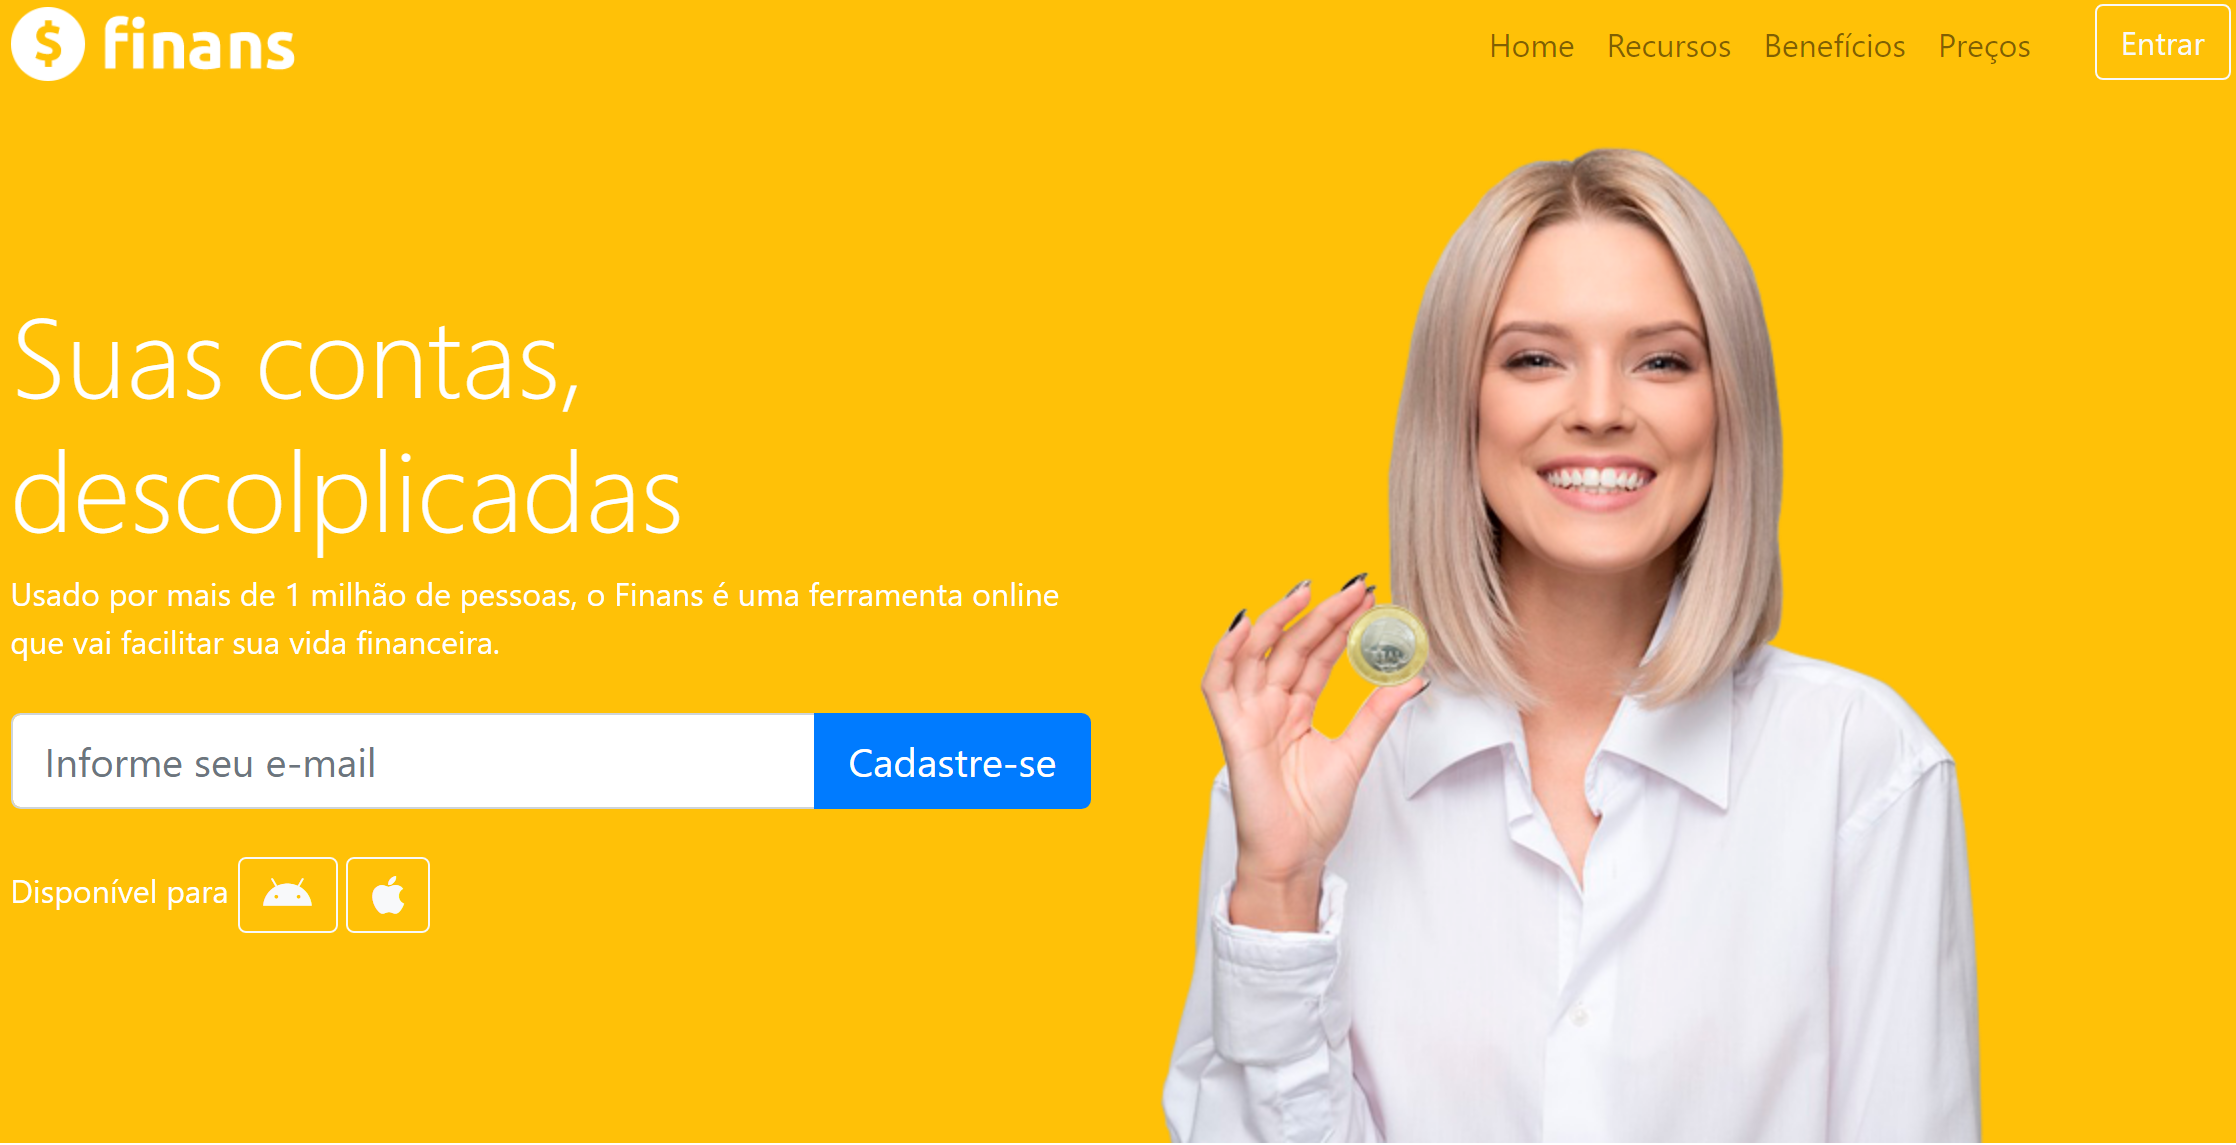 finans
Home Recursos Benefícios Preços Entrar
Suas contas,
descolplicadas
Usado por mais de 1 milhão de pessoas, o Finans é uma ferramenta online
que vai facilitar sua vida financeira.
Informe seu e-mail Cadastre-se
Disponível para